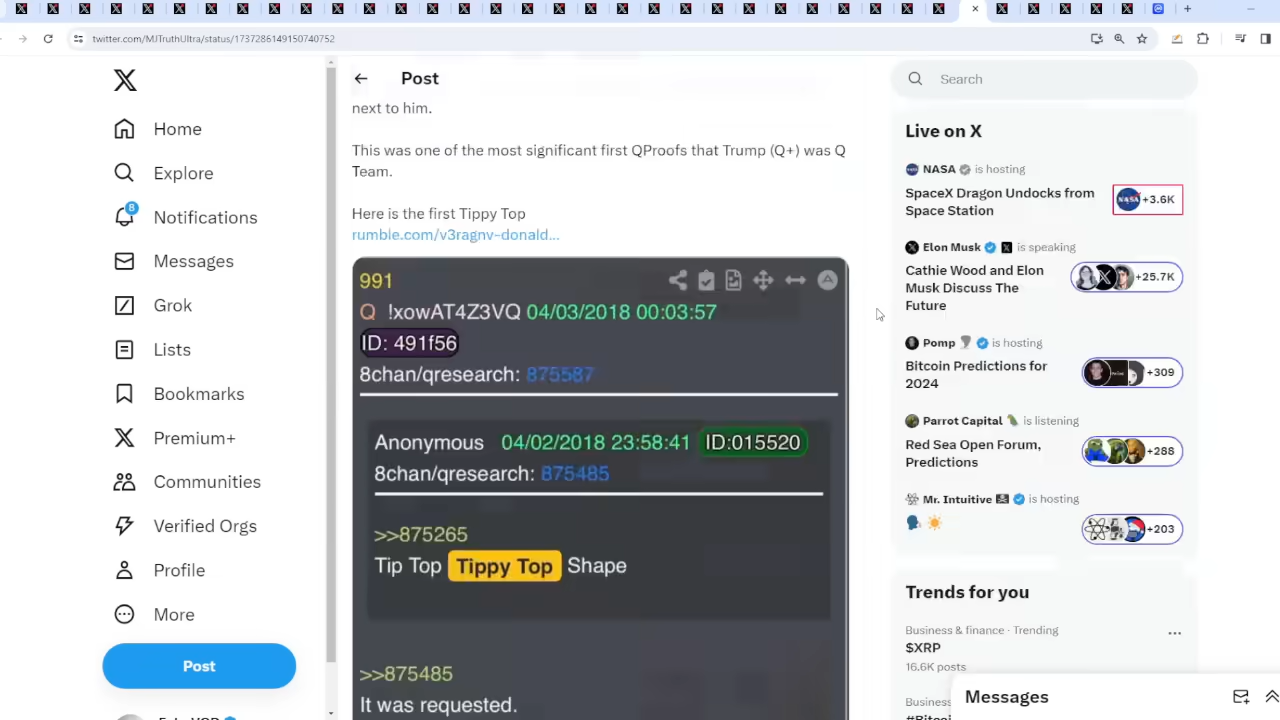 twitter.com/MJTruthUltra/status/1737286149150740752
Post
Search
Home
Explore
8
Notifications
Messages
Grok
Lists
Bookmarks
Premium+
Communities
Verified Orgs
Profile
More
Post
next to him.
This was one of the most significant first QProofs that Trump (Q+) was Q
Team.
Here is the first Tippy Top
rumble.com/v3ragnv-donald...
991
Q !xowAT4Z3VQ 04/03/2018 00:03:57
ID: 491f56
8chan/qresearch: 875587
Anonymous 04/02/2018 23:58:41 ID:015520
8chan/qresearch: 875485
>>875265
Tip Top Tippy Top Shape
>>875485
It was requested.
Live on X
NASA is hosting
SpaceX Dragon Undocks from
Space Station
NASA +3.6K
Elon Musk X is speaking
Cathie Wood and Elon
Musk Discuss The
Future
+25.7K
Pomp is hosting
Bitcoin Predictions for
2024
+309
Parrot Capital is listening
Red Sea Open Forum,
Predictions
+288
Mr. Intuitive is hosting
+203
Trends for you
Business & finance · Trending
$XRP
16.6K posts
Business
Messages